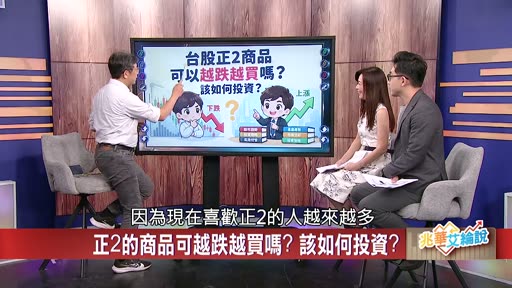 台股正2商品
可以越跌越買嗎?
該如何投資?
下跌
?
上漲
因為現在喜歡正2的人越來越多
正2的商品可越跌越買嗎? 該如何投資?
兆華艾綸說